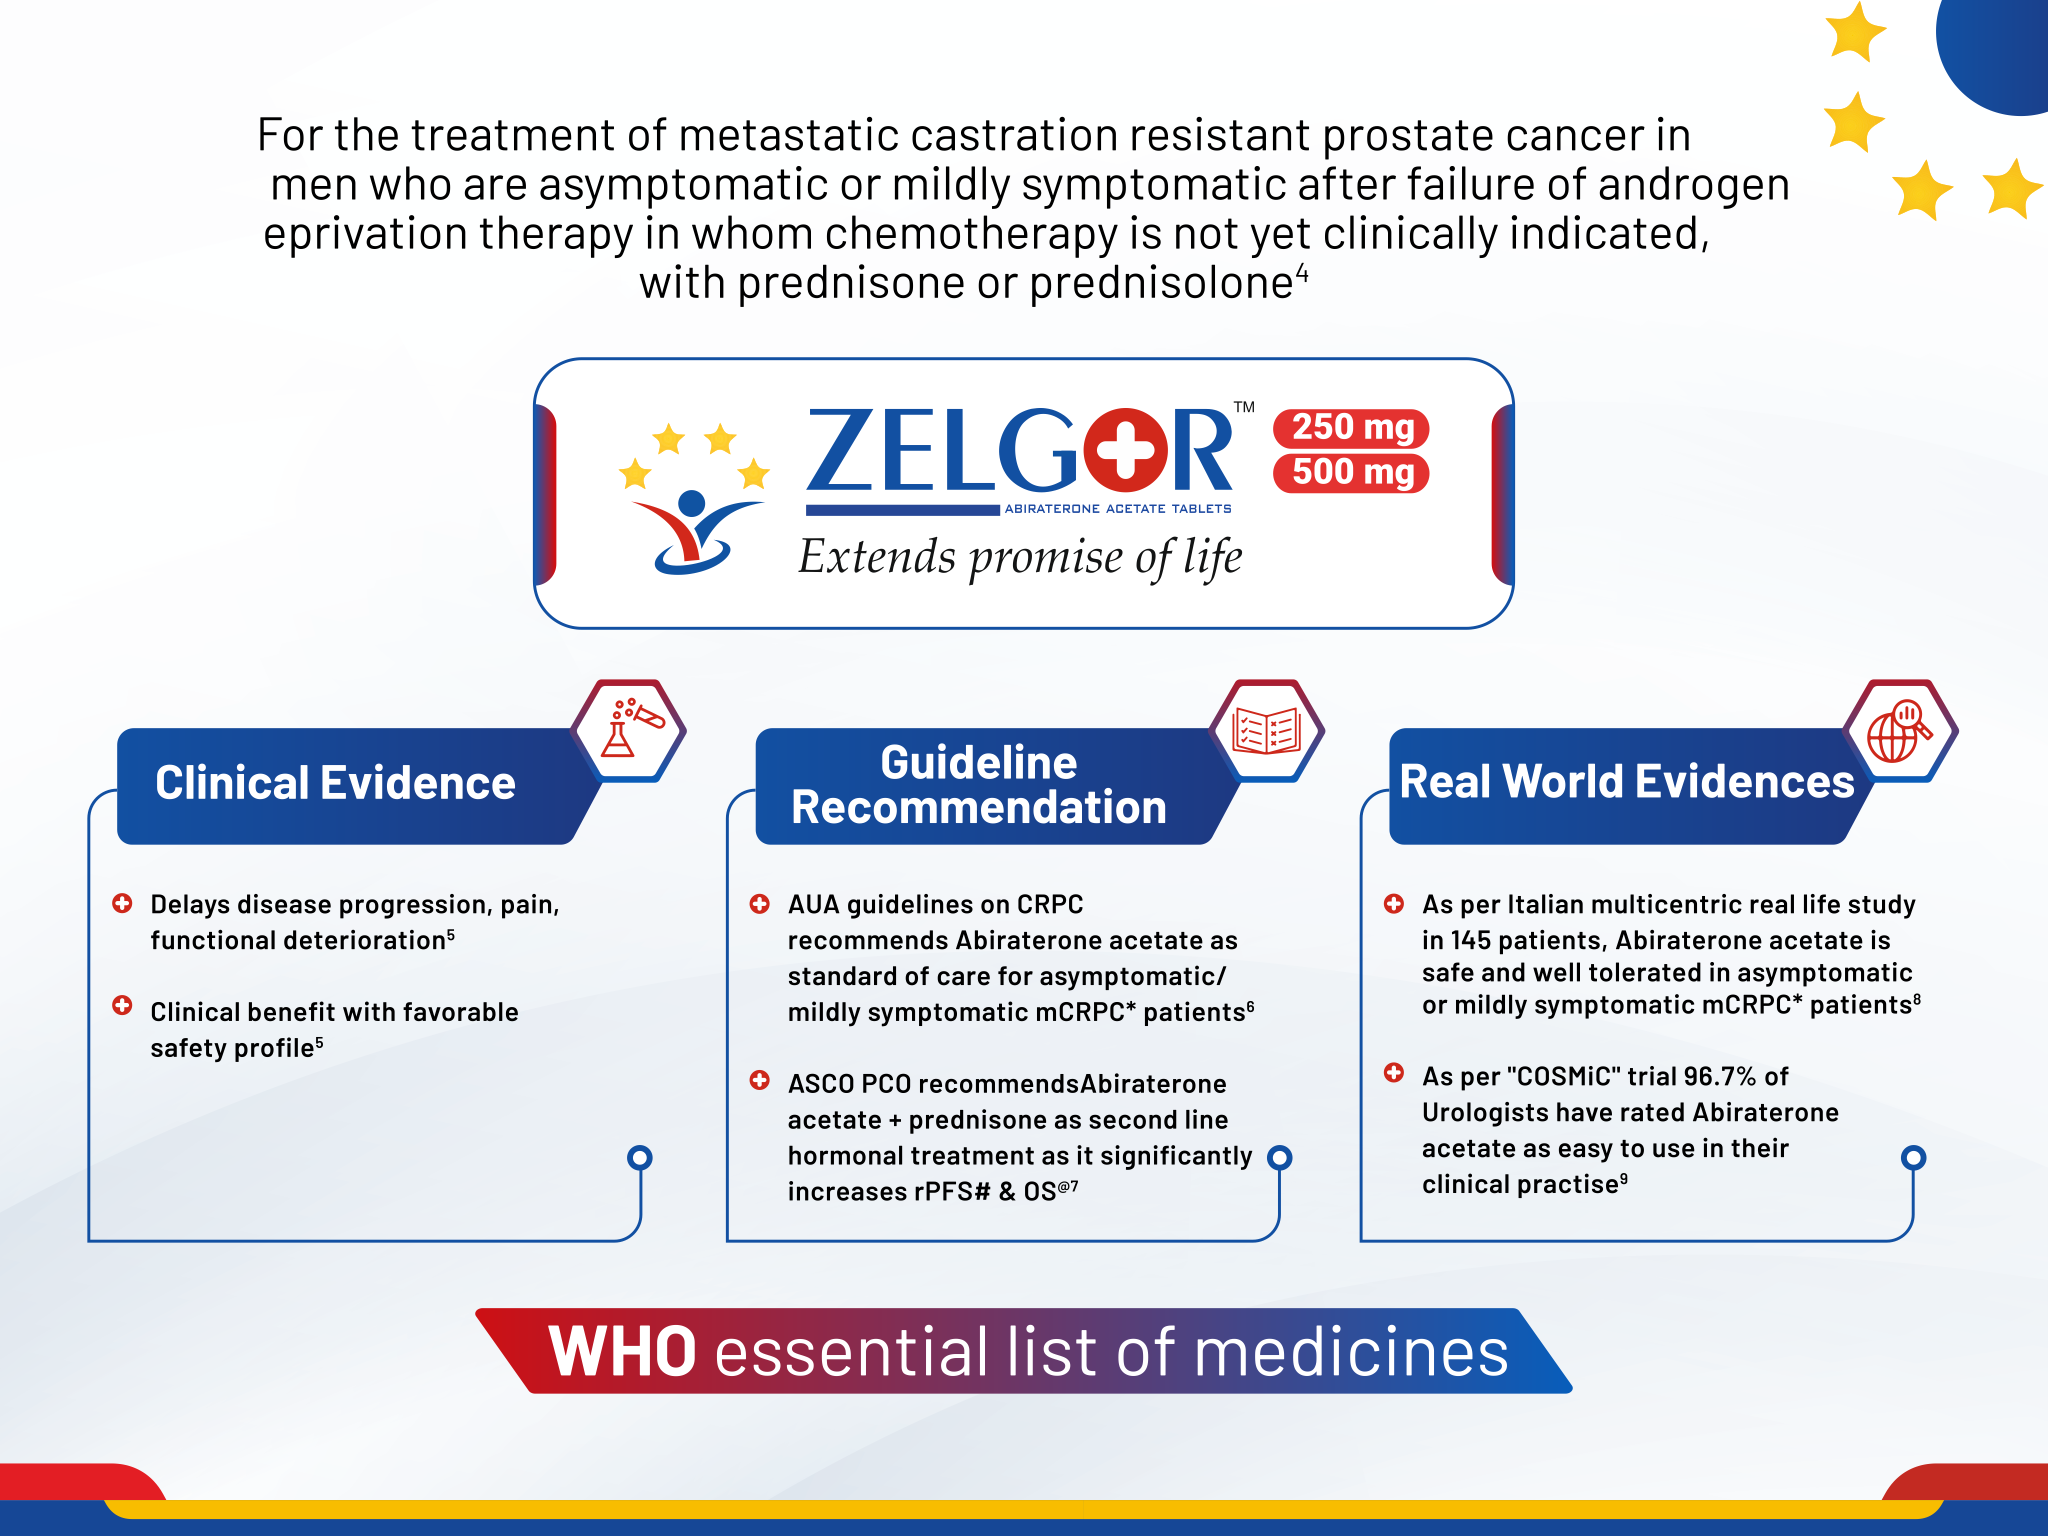 For the treatment of metastatic castration resistant prostate cancer in
men who are asymptomatic or mildly symptomatic after failure of androgen
eprivation therapy in whom chemotherapy is not yet clinically indicated,
with prednisone or prednisolone⁴
ZELGOR™
250 mg
500 mg
ABIRATERONE ACETATE TABLETS
Extends promise of life
Clinical Evidence
Delays disease progression, pain,
functional deterioration⁵
Clinical benefit with favorable
safety profile⁵
Guideline
Recommendation
AUA guidelines on CRPC
recommends Abiraterone acetate as
standard of care for asymptomatic/
mildly symptomatic mCRPC* patients⁶
ASCO PCO recommendsAbiraterone
acetate + prednisone as second line
hormonal treatment as it significantly
increases rPFS# & OS@⁷
Real World Evidences
As per Italian multicentric real life study
in 145 patients, Abiraterone acetate is
safe and well tolerated in asymptomatic
or mildly symptomatic mCRPC* patients⁸
As per "COSMiC" trial 96.7% of
Urologists have rated Abiraterone
acetate as easy to use in their
clinical practise⁹
WHO essential list of medicines